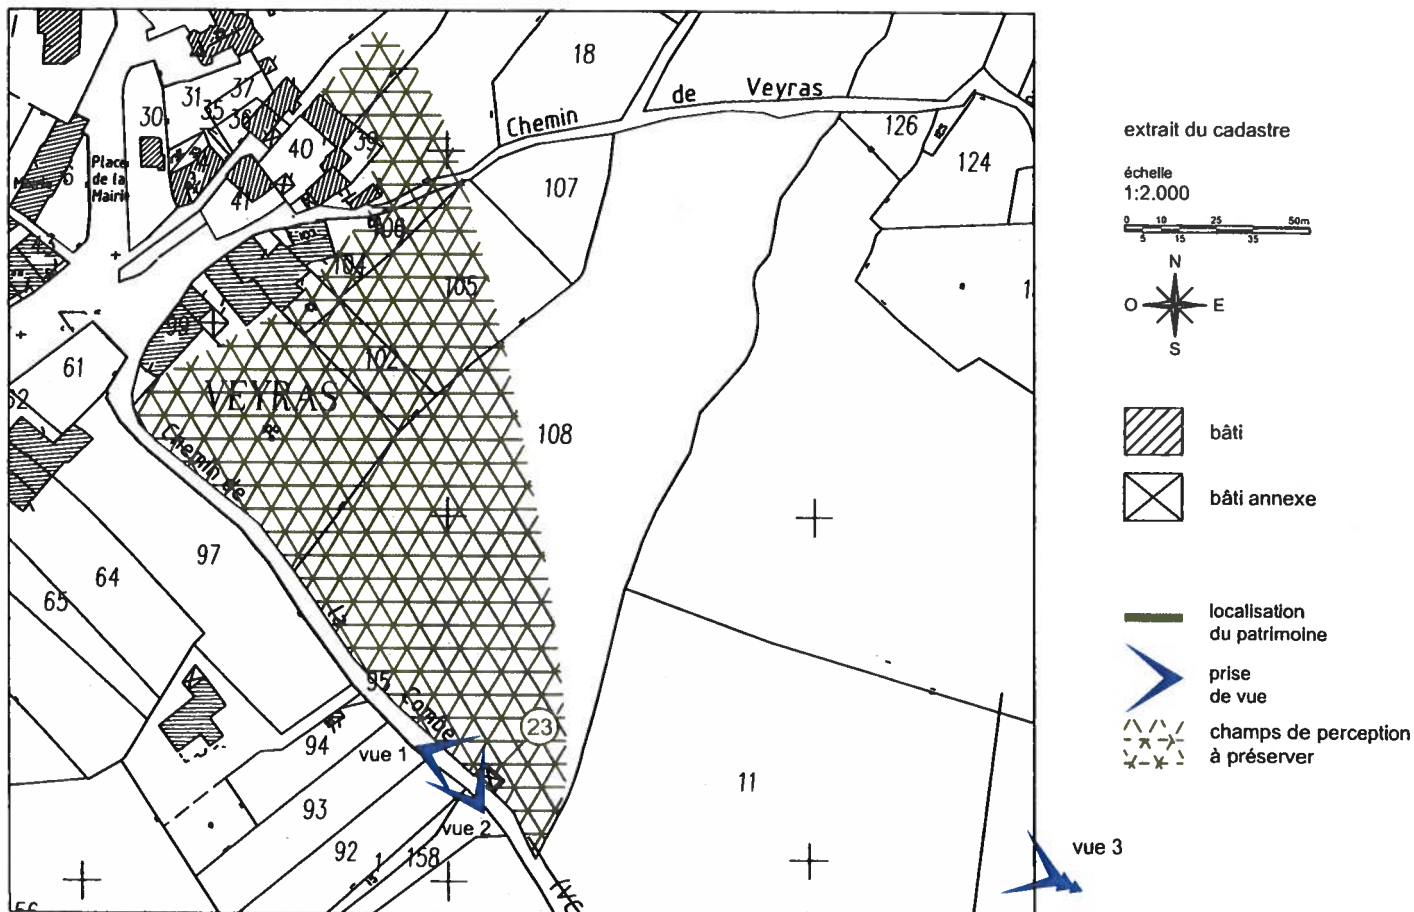 18
Chemin
de
Veyras
126
124
107
31
37
35
36
30
40
39
41
6
Place
de la
Mairie
106
104
105
102
99
61
VEYRAS
108
Chemin de
la
Combe
97
64
65
95
94
93
92
1
158
11
23
vue 1
vue 2
vue 3
extrait du cadastre
échelle
1:2.000
0 10 25 50m
5 15 35
N
O E
S
bâti
bâti annexe
localisation
du patrimoine
prise
de vue
champs de perception
à préserver